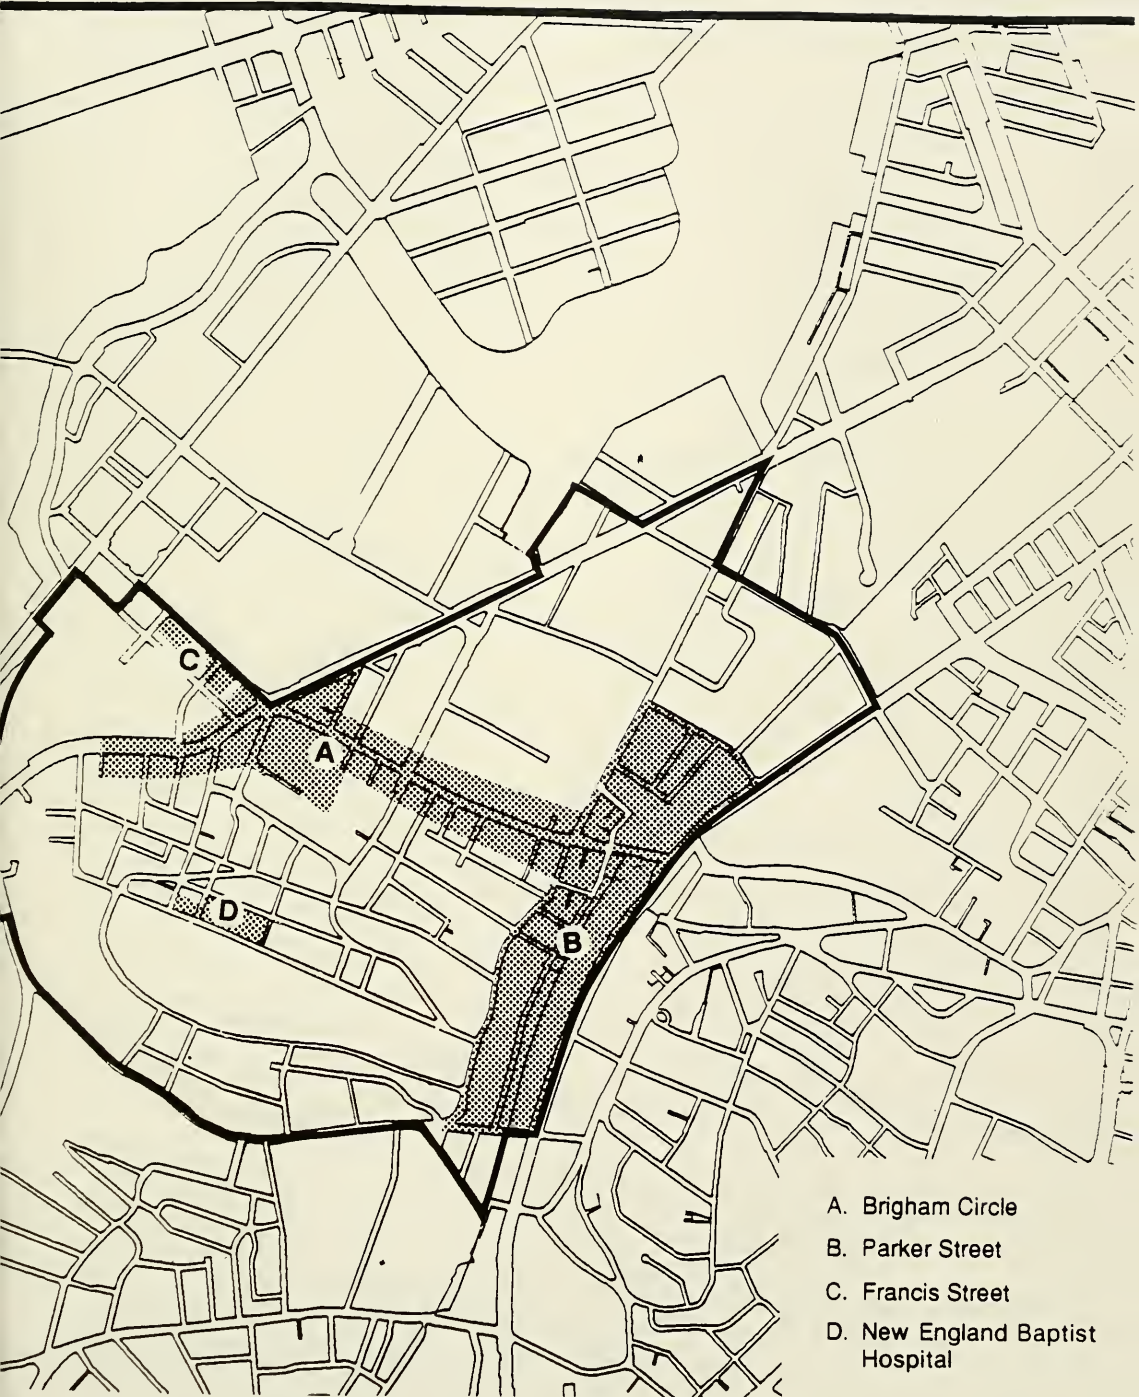 C
A
D
B
A. Brigham Circle
B. Parker Street
C. Francis Street
D. New England Baptist
Hospital